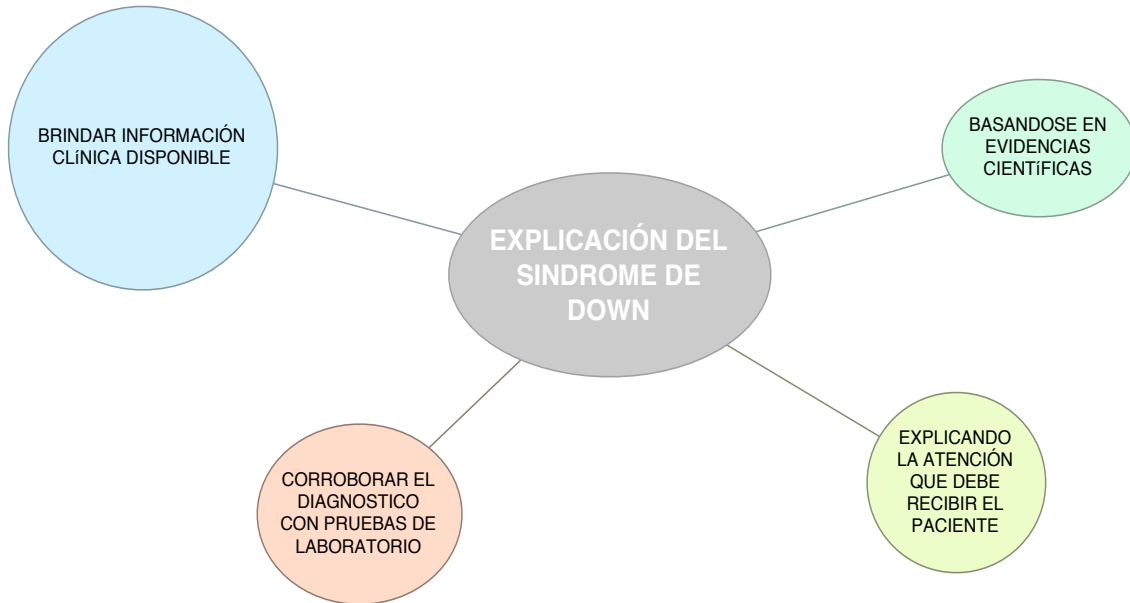 BRINDAR INFORMACIÓN
CLíNICA DISPONIBLE
BASANDOSE EN
EVIDENCIAS
CIENTíFICAS
EXPLICACIÓN DEL
SINDROME DE
DOWN
CORROBORAR EL
DIAGNOSTICO
CON PRUEBAS DE
LABORATORIO
EXPLICANDO
LA ATENCIÓN
QUE DEBE
RECIBIR EL
PACIENTE